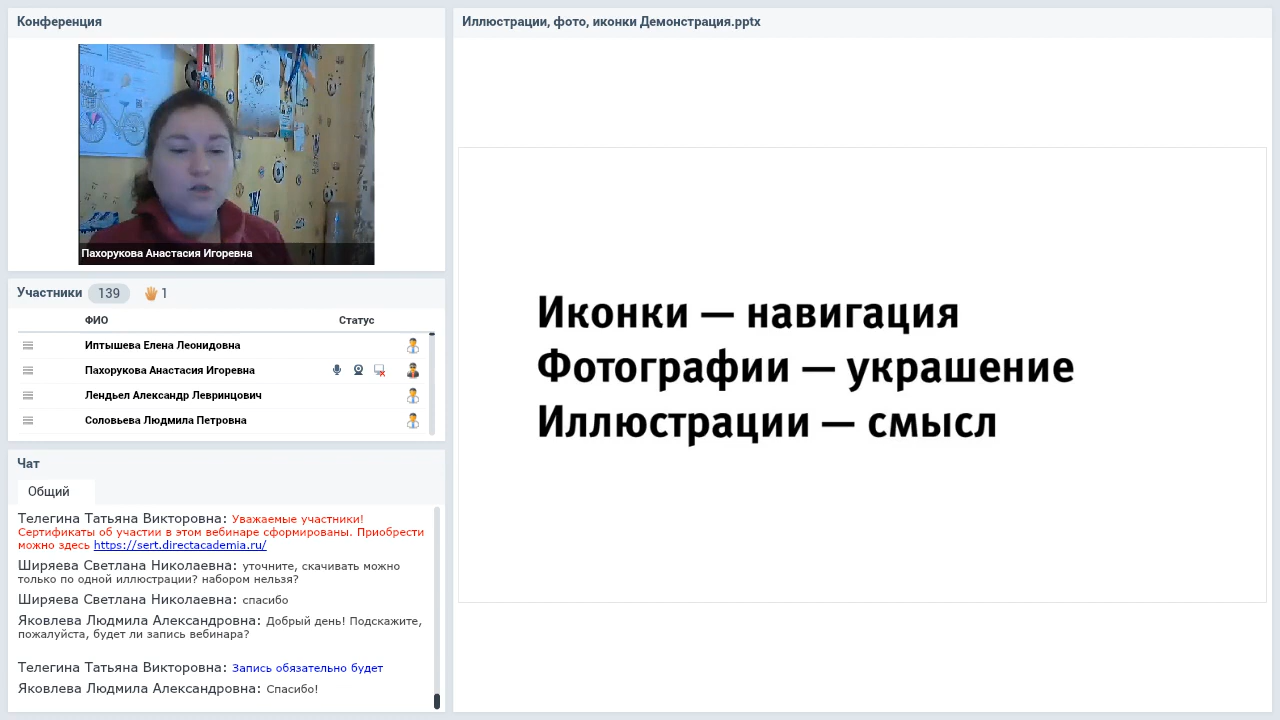 Конференция
Пахорукова Анастасия Игоревна
Участники 139 1
ФИО Статус
Иптышева Елена Леонидовна
Пахорукова Анастасия Игоревна
Лендьел Александр Левринцович
Соловьева Людмила Петровна
Чат
Общий
Телегина Татьяна Викторовна: Уважаемые участники!
Сертификаты об участии в этом вебинаре сформированы. Приобрести
можно здесь https://sert.directacademia.ru/
Ширяева Светлана Николаевна: уточните, скачивать можно
только по одной иллюстрации? набором нельзя?
Ширяева Светлана Николаевна: спасибо
Яковлева Людмила Александровна: Добрый день! Подскажите,
пожалуйста, будет ли запись вебинара?
Телегина Татьяна Викторовна: Запись обязательно будет
Яковлева Людмила Александровна: Спасибо!
Иллюстрации, фото, иконки Демонстрация.pptx
Иконки — навигация
Фотографии — украшение
Иллюстрации — смысл